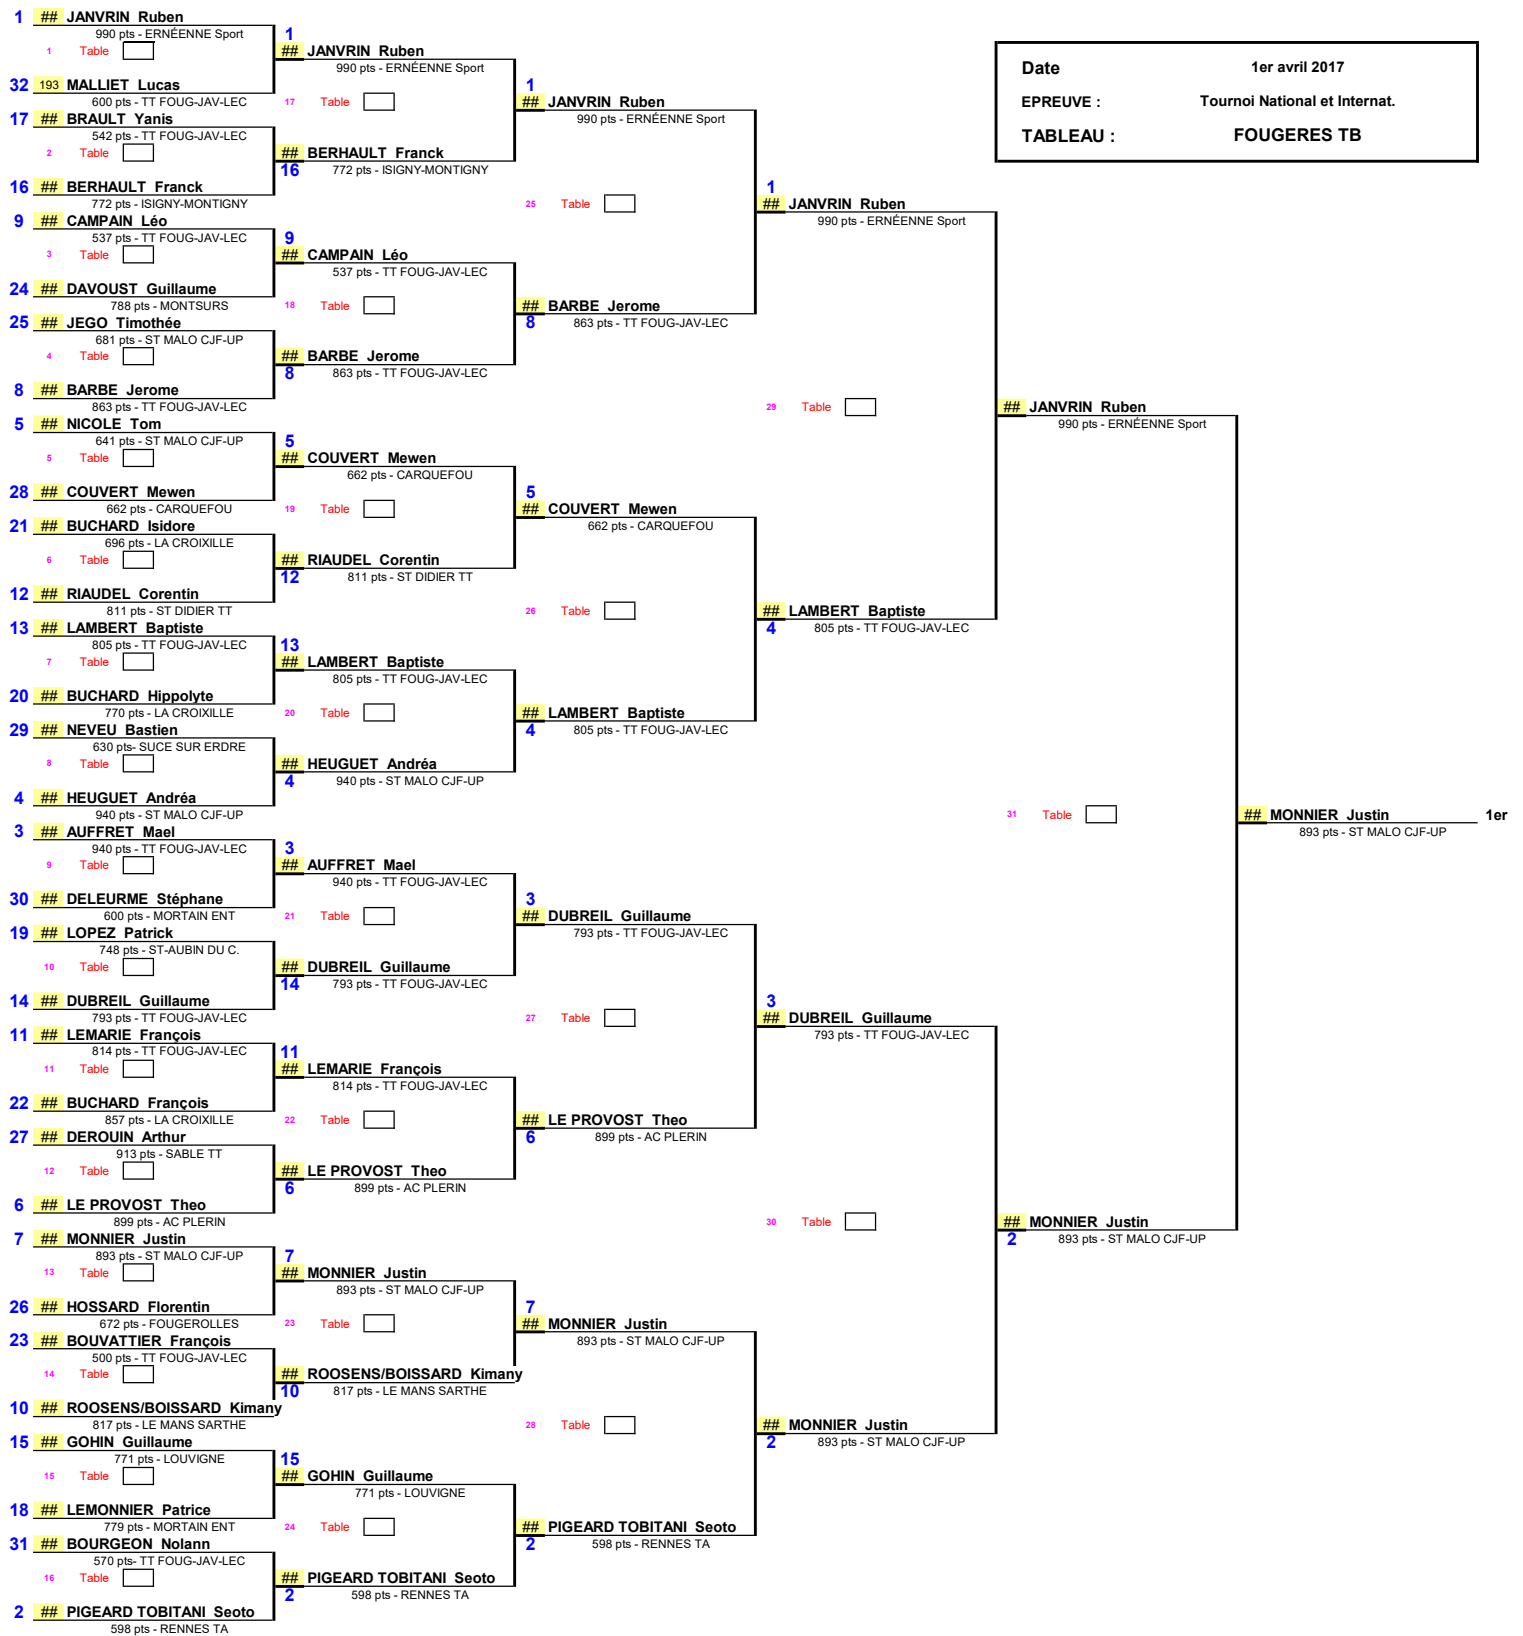 1 ## JANVRIN Ruben
990 pts - ERNÉENNE Sport
1 Table
32 193 MALLIET Lucas
600 pts - TT FOUG-JAV-LEC
17 ## BRAULT Yanis
542 pts - TT FOUG-JAV-LEC
2 Table
16 ## BERHAULT Franck
772 pts - ISIGNY-MONTIGNY
9 ## CAMPAIN Léo
537 pts - TT FOUG-JAV-LEC
3 Table
24 ## DAVOUST Guillaume
788 pts - MONTSURS
25 ## JEGO Timothée
681 pts - ST MALO CJF-UP
4 Table
8 ## BARBE Jerome
863 pts - TT FOUG-JAV-LEC
5 ## NICOLE Tom
641 pts - ST MALO CJF-UP
5 Table
28 ## COUVERT Mewen
662 pts - CARQUEFOU
21 ## BUCHARD Isidore
696 pts - LA CROIXILLE
6 Table
12 ## RIAUDEL Corentin
811 pts - ST DIDIER TT
13 ## LAMBERT Baptiste
805 pts - TT FOUG-JAV-LEC
7 Table
20 ## BUCHARD Hippolyte
770 pts - LA CROIXILLE
29 ## NEVEU Bastien
630 pts- SUCE SUR ERDRE
8 Table
4 ## HEUGUET Andréa
940 pts - ST MALO CJF-UP
3 ## AUFFRET Mael
940 pts - TT FOUG-JAV-LEC
9 Table
30 ## DELEURME Stéphane
600 pts - MORTAIN ENT
19 ## LOPEZ Patrick
748 pts - ST-AUBIN DU C.
10 Table
14 ## DUBREIL Guillaume
793 pts - TT FOUG-JAV-LEC
11 ## LEMARIE François
814 pts - TT FOUG-JAV-LEC
11 Table
22 ## BUCHARD François
857 pts - LA CROIXILLE
27 ## DEROUIN Arthur
913 pts - SABLE TT
12 Table
6 ## LE PROVOST Theo
899 pts - AC PLERIN
7 ## MONNIER Justin
893 pts - ST MALO CJF-UP
13 Table
26 ## HOSSARD Florentin
672 pts - FOUGEROLLES
23 ## BOUVATTIER François
500 pts - TT FOUG-JAV-LEC
14 Table
10 ## ROOSENS/BOISSARD Kimany
817 pts - LE MANS SARTHE
15 ## GOHIN Guillaume
771 pts - LOUVIGNE
15 Table
18 ## LEMONNIER Patrice
779 pts - MORTAIN ENT
31 ## BOURGEON Nolann
570 pts- TT FOUG-JAV-LEC
16 Table
2 ## PIGEARD TOBITANI Seoto
598 pts - RENNES TA
1
## JANVRIN Ruben
990 pts - ERNÉENNE Sport
17 Table
## BERHAULT Franck
16 772 pts - ISIGNY-MONTIGNY
9
## CAMPAIN Léo
537 pts - TT FOUG-JAV-LEC
18 Table
## BARBE Jerome
8 863 pts - TT FOUG-JAV-LEC
5
## COUVERT Mewen
662 pts - CARQUEFOU
19 Table
## RIAUDEL Corentin
12 811 pts - ST DIDIER TT
13
## LAMBERT Baptiste
805 pts - TT FOUG-JAV-LEC
20 Table
## HEUGUET Andréa
4 940 pts - ST MALO CJF-UP
3
## AUFFRET Mael
940 pts - TT FOUG-JAV-LEC
21 Table
## DUBREIL Guillaume
14 793 pts - TT FOUG-JAV-LEC
11
## LEMARIE François
814 pts - TT FOUG-JAV-LEC
22 Table
## LE PROVOST Theo
6 899 pts - AC PLERIN
7
## MONNIER Justin
893 pts - ST MALO CJF-UP
23 Table
## ROOSENS/BOISSARD Kimany
10 817 pts - LE MANS SARTHE
15
## GOHIN Guillaume
771 pts - LOUVIGNE
24 Table
## PIGEARD TOBITANI Seoto
2 598 pts - RENNES TA
1
## JANVRIN Ruben
990 pts - ERNÉENNE Sport
25 Table
## BARBE Jerome
8 863 pts - TT FOUG-JAV-LEC
5
## COUVERT Mewen
662 pts - CARQUEFOU
26 Table
## LAMBERT Baptiste
4 805 pts - TT FOUG-JAV-LEC
3
## DUBREIL Guillaume
793 pts - TT FOUG-JAV-LEC
27 Table
## LE PROVOST Theo
6 899 pts - AC PLERIN
7
## MONNIER Justin
893 pts - ST MALO CJF-UP
28 Table
## PIGEARD TOBITANI Seoto
2 598 pts - RENNES TA
1
## JANVRIN Ruben
990 pts - ERNÉENNE Sport
29 Table
## LAMBERT Baptiste
4 805 pts - TT FOUG-JAV-LEC
3
## DUBREIL Guillaume
793 pts - TT FOUG-JAV-LEC
30 Table
## MONNIER Justin
2 893 pts - ST MALO CJF-UP
Date 1er avril 2017
EPREUVE : Tournoi National et Internat.
TABLEAU : FOUGERES TB
## JANVRIN Ruben
990 pts - ERNÉENNE Sport
31 Table
## MONNIER Justin
2 893 pts - ST MALO CJF-UP
## MONNIER Justin 1er
893 pts - ST MALO CJF-UP